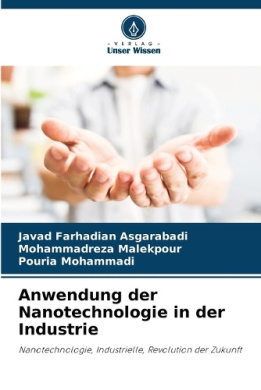 - VERLAG -
Unser Wissen
Javad Farhadian Asgarabadi
Mohammadreza Malekpour
Pouria Mohammadi
Anwendung der
Nanotechnologie in der
Industrie
Nanotechnologie, Industrielle, Revolution der Zukunft